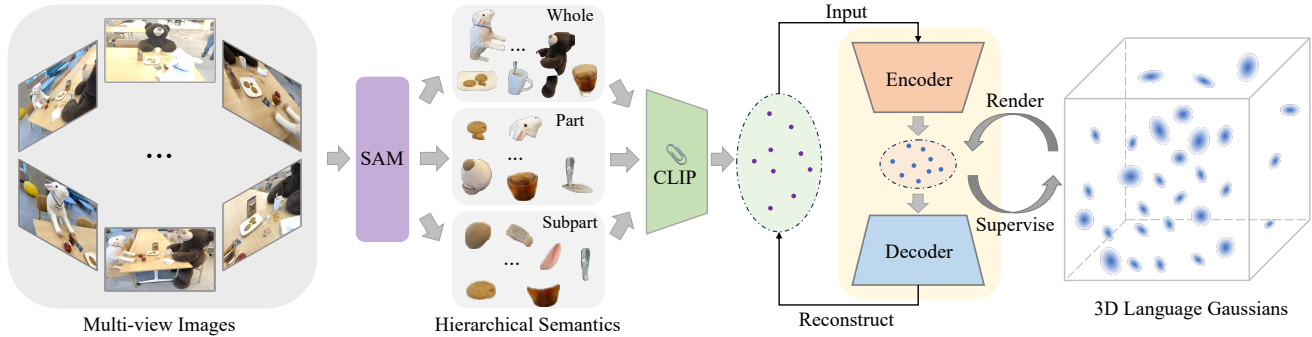 Whole
...
Part
...
Subpart
...
...
SAM
CLIP
Input
Encoder
Decoder
Reconstruct
Render
Supervise
Multi-view Images
Hierarchical Semantics
3D Language Gaussians